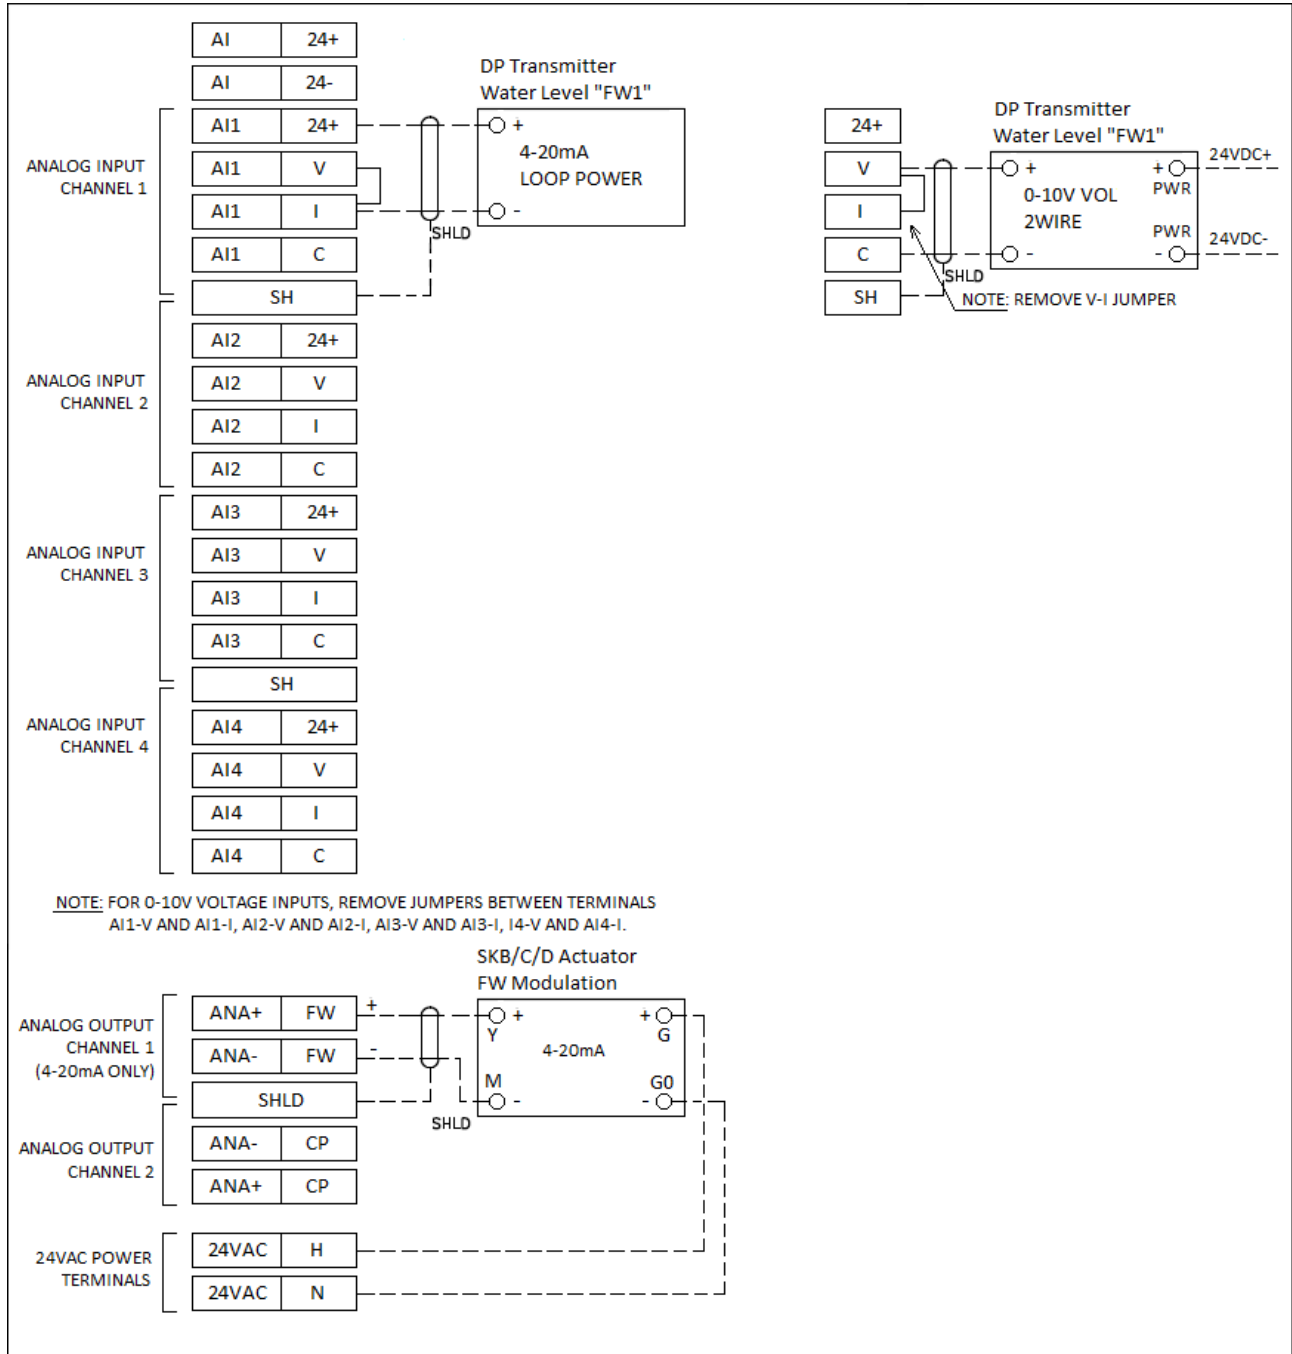 AI 24+
AI 24-
AI1 24+
AI1 V
AI1 I
AI1 C
SH
AI2 24+
AI2 V
AI2 I
AI2 C
AI3 24+
AI3 V
AI3 I
AI3 C
SH
AI4 24+
AI4 V
AI4 I
AI4 C
ANALOG INPUT
CHANNEL 1
ANALOG INPUT
CHANNEL 2
ANALOG INPUT
CHANNEL 3
ANALOG INPUT
CHANNEL 4
DP Transmitter
Water Level "FW1"
+
4-20mA
LOOP POWER
-
SHLD
24+
V
I
C
SH
DP Transmitter
Water Level "FW1"
+ +
PWR
0-10V VOL
2WIRE
PWR
- -
24VDC+
24VDC-
SHLD
NOTE: REMOVE V-I JUMPER
NOTE: FOR 0-10V VOLTAGE INPUTS, REMOVE JUMPERS BETWEEN TERMINALS
AI1-V AND AI1-I, AI2-V AND AI2-I, AI3-V AND AI3-I, I4-V AND AI4-I.
ANALOG OUTPUT
CHANNEL 1
(4-20mA ONLY)
ANALOG OUTPUT
CHANNEL 2
24VAC POWER
TERMINALS
ANA+ FW +
ANA- FW -
SHLD
ANA- CP
ANA+ CP
24VAC H
24VAC N
SHLD
SKB/C/D Actuator
FW Modulation
+ +
Y G
4-20mA
M G0
- -